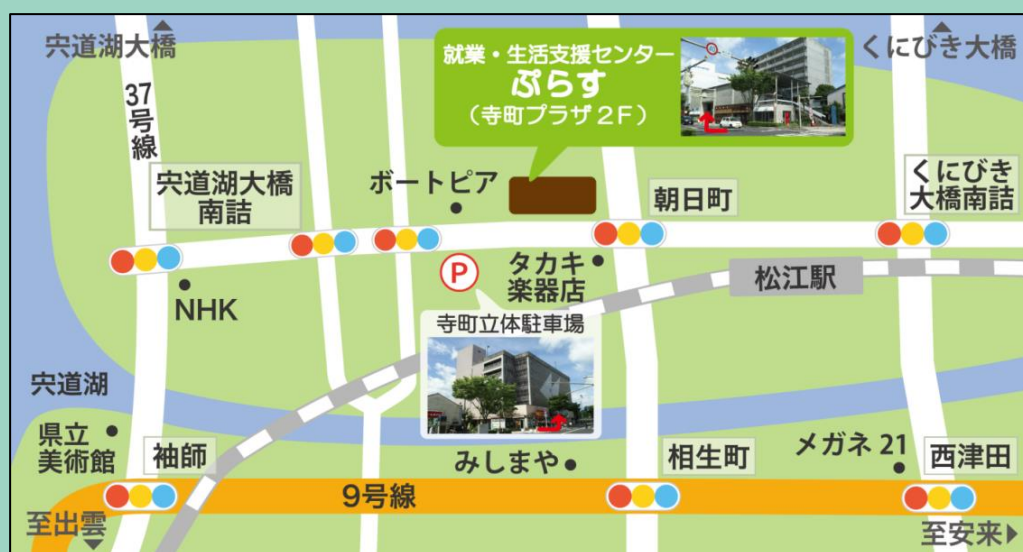 宍道湖大橋
くにびき大橋
就業・生活支援センター
ぷらす
（寺町プラザ2F）
37号線
宍道湖大橋
南詰
ボートピア
朝日町
くにびき
大橋南詰
NHK
P
タカキ
楽器店
松江駅
寺町立体駐車場
宍道湖
県立
美術館
袖師
みしまや
相生町
メガネ21
西津田
9号線
至出雲
至安来